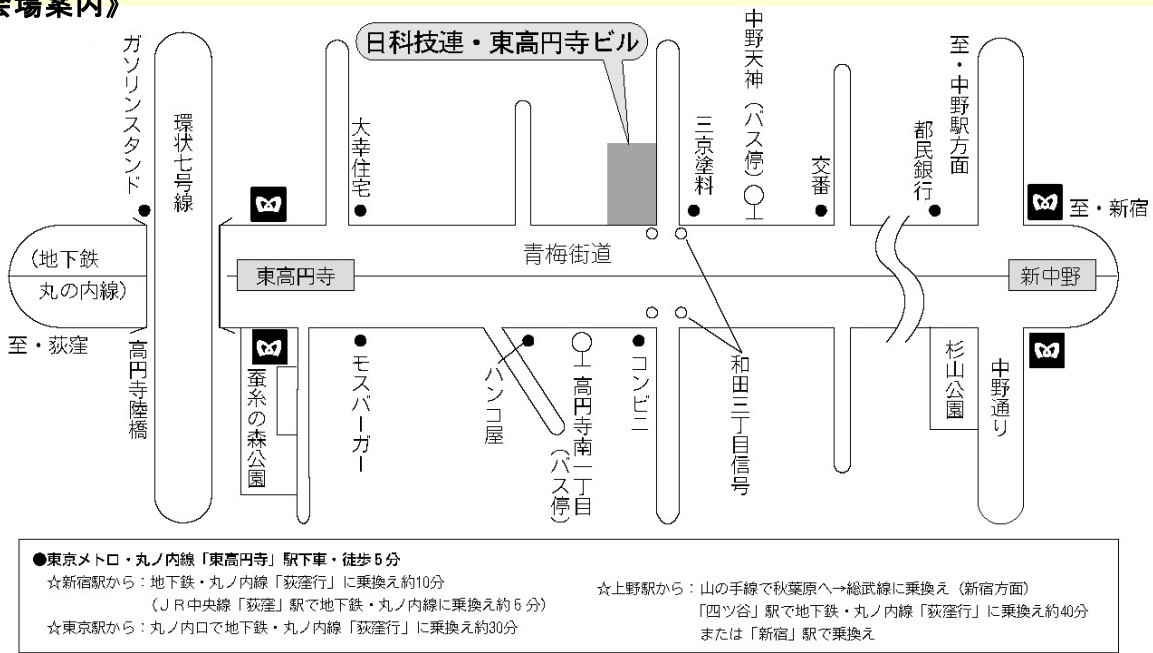 会場案内》
日科技連・東高円寺ビル
ガソリンスタンド
環状七号線
大幸住宅
三京塗料
中野天神（バス停）
交番
都民銀行
至・中野駅方面
至・新宿
（地下鉄
丸の内線）
東高円寺
青梅街道
新中野
至・荻窪
高円寺陸橋
蚕糸の森公園
モスバーガー
ハンコ屋
高円寺南一丁目
（バス停）
コンビニ
和田三丁目信号
杉山公園
中野通り
●東京メトロ・丸ノ内線「東高円寺」駅下車・徒歩5分
☆新宿駅から：地下鉄・丸ノ内線「荻窪行」に乗換え約10分
（ＪＲ中央線「荻窪」駅で地下鉄・丸ノ内線に乗換え約5分）
☆東京駅から：丸ノ内口で地下鉄・丸ノ内線「荻窪行」に乗換え約30分
☆上野駅から：山の手線で秋葉原へ→総武線に乗換え（新宿方面）
「四ツ谷」駅で地下鉄・丸ノ内線「荻窪行」に乗換え約40分
または「新宿」駅で乗換え